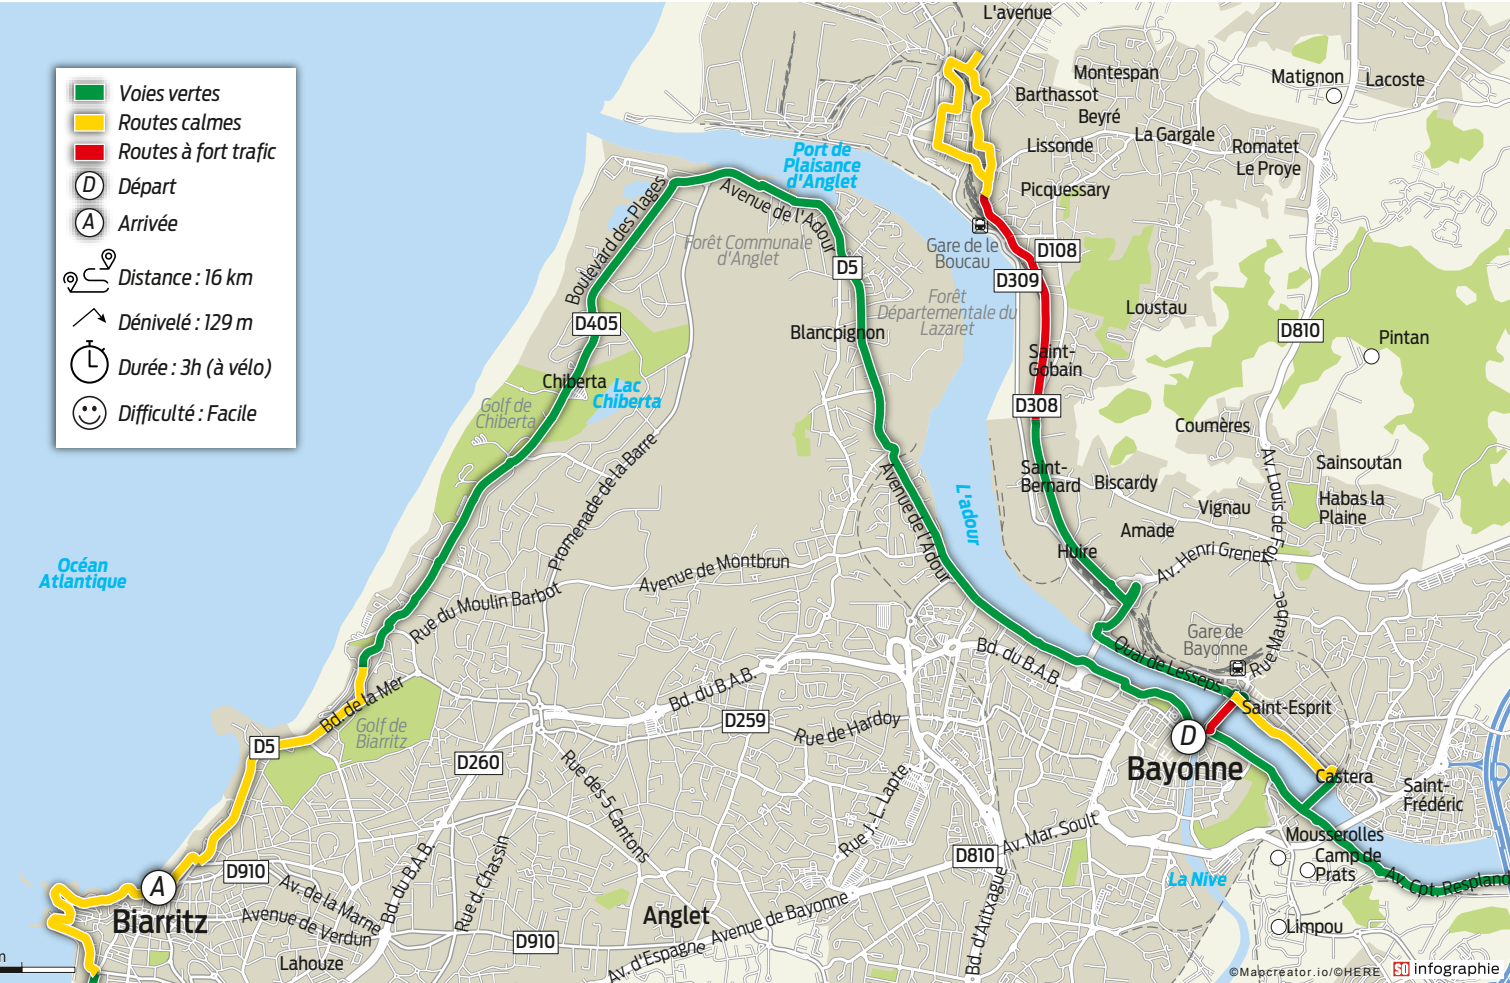 Voies vertes
Routes calmes
Routes à fort trafic
D
Départ
A
Arrivée
Distance : 16 km
Dénivelé : 129 m
Durée : 3h (à vélo)
Difficulté : Facile
L'avenue
Montespan
Matignon
Lacoste
Barthassot
Beyré
La Gargale
Lissonde
Romatet
Le Proye
Port de
Plaisance
d'Anglet
Picquessary
Boulevard des Plages
Avenue de l'Adour
Forêt Communale
d'Anglet
Gare de le
Boucau
D108
D5
D309
Forêt
Départementale du
Lazaret
Loustau
D405
Blancpignon
D810
Pintan
Saint-
Gobain
Chiberta
Lac
Chiberta
Golf de
Chiberta
D308
Coumères
Promenade de la Barre
Av. Louis de Foix
Sainsoutan
Saint-
Bernard
Biscardy
Avenue de l'Adour
L'adour
Habas la
Plaine
Vignau
Amade
Huire
Av. Henri Grenet
Océan
Atlantique
Avenue de Montbrun
Rue du Moulin Barbot
Rue Maubec
Gare de
Bayonne
Quai de Lesseps
Bd. du B.A.B.
Bd. du B.A.B.
Bd. de la Mer
Golf de
Biarritz
Saint-Esprit
D259
Rue de Hardoy
D5
D
D260
Bayonne
Castera
Saint-
Frédéric
Rue des 5 Cantons
Rue J.-L. Lapte.
Mousserolles
Av. Mar. Soult
D810
Camp de
Prats
Bd. du B.A.B.
Rue d. Chassin
D910
A
Av. de la Marne
La Nive
Av. Cpt. Respland
Biarritz
Avenue de Verdun
Anglet
Avenue de Bayonne
Bd. d'Aritxague
Limpou
D910
Av. d'Espagne
Lahouze
m
©Mapcreator.io/©HERE
SO infographie